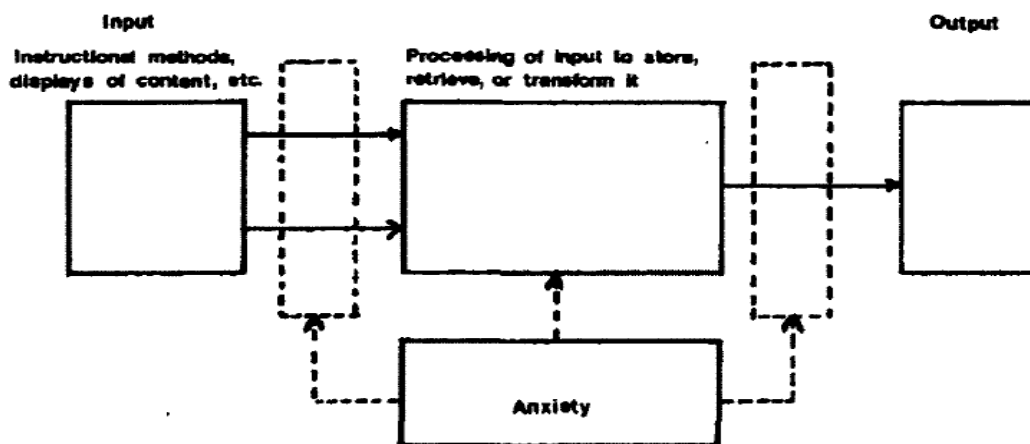 Input
Output
Instructional methods,
displays of content, etc.
Processing of input to store,
retrieve, or transform it
Anxiety